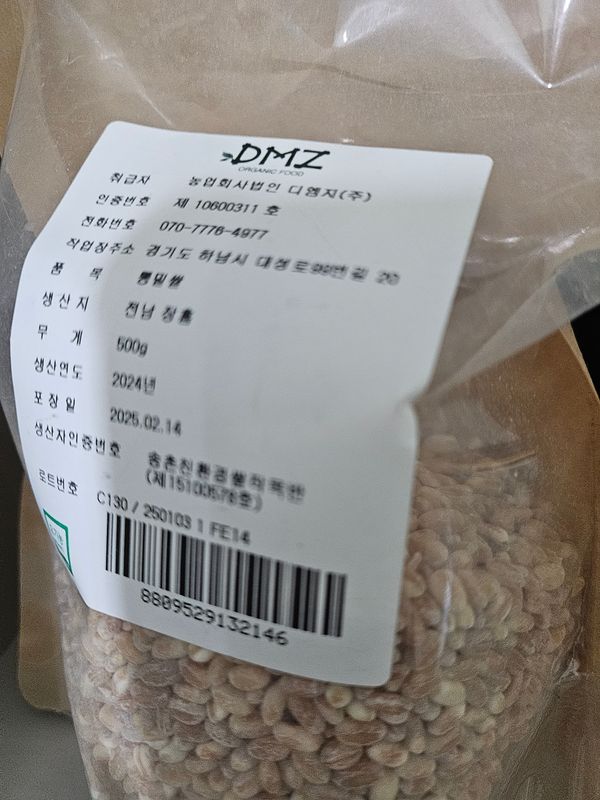 DMZ
ORGANIC FOOD
취급자 농업회사법인 디엠지(주)
인증번호 제 10600311 호
전화번호 070-7778-4977
작업장주소 경기도 하남시 대성로99번길 20
품 목 통밀쌀
생산지 전남 장흥
무 게 500g
생산연도 2024년
포장일 2025.02.14
생산자인증번호 송촌친환경쌀작목반
(제15100578호)
로트번호 C130 / 250103 1 FE14
8809529132146